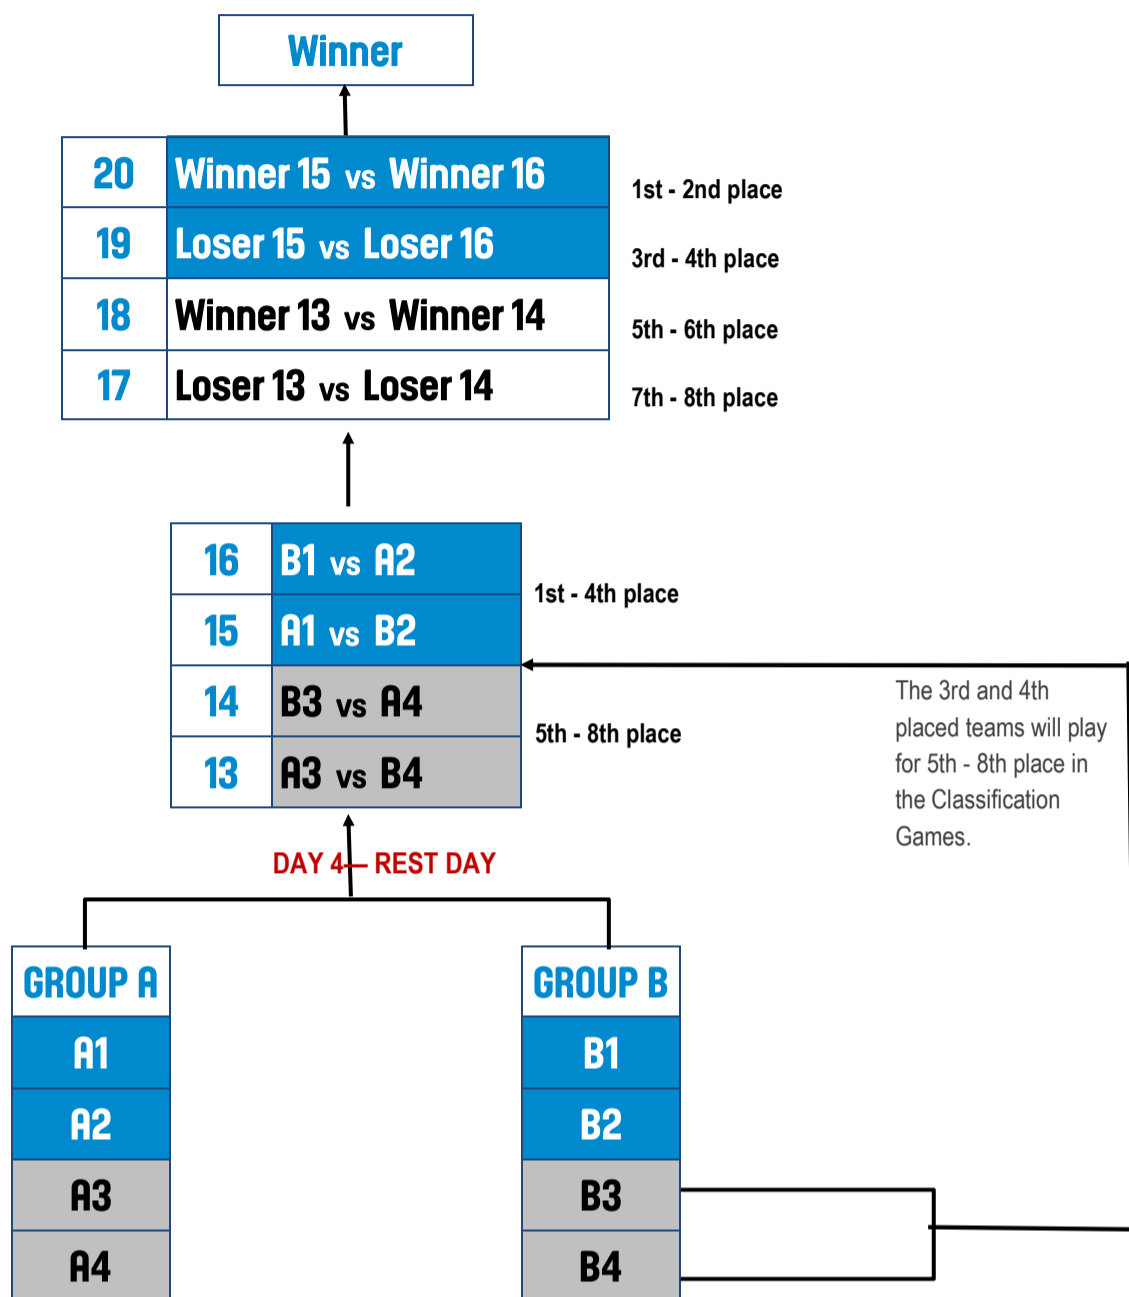 Winner
20 Winner 15 vs Winner 16 1st - 2nd place
19 Loser 15 vs Loser 16 3rd - 4th place
18 Winner 13 vs Winner 14 5th - 6th place
17 Loser 13 vs Loser 14 7th - 8th place
16 B1 vs A2
1st - 4th place
15 A1 vs B2
14 B3 vs A4
5th - 8th place
13 A3 vs B4
The 3rd and 4th
placed teams will play
for 5th - 8th place in
the Classification
Games.
DAY 4— REST DAY
GROUP A
A1
A2
A3
A4
GROUP B
B1
B2
B3
B4